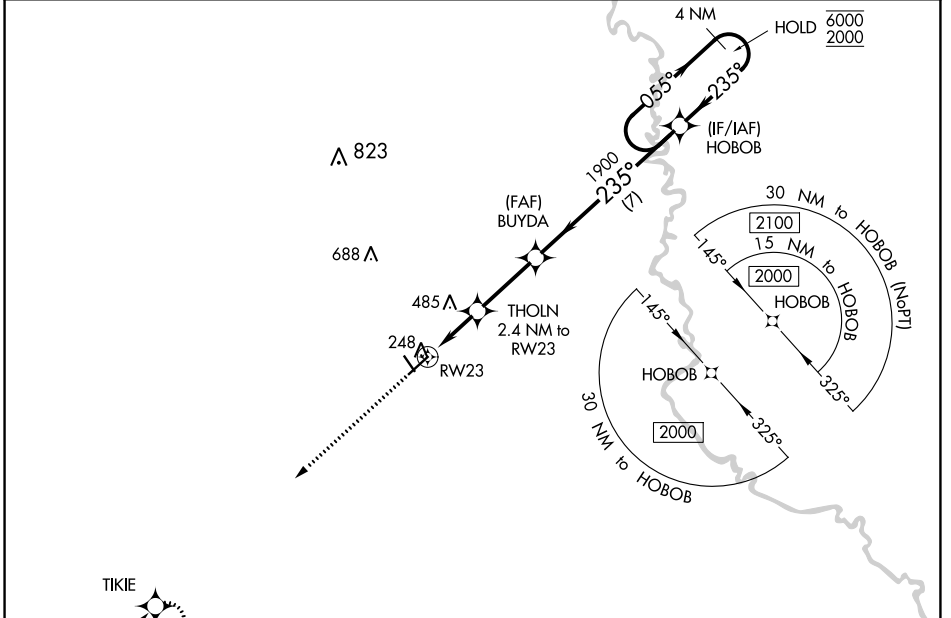 4 NM
HOLD 6000
2000
055°
235°
(IF/IAF)
HOBOB
823
1900
235°
(7)
(FAF)
BUYDA
30 NM to HOBOB (NoPT)
2100
145°
15 NM to HOBOB
2000
HOBOB
325°
688
485
THOLN
2.4 NM to
RW23
248
RW23
145°
HOBOB
2000
325°
30 NM to HOBOB
TIKIE